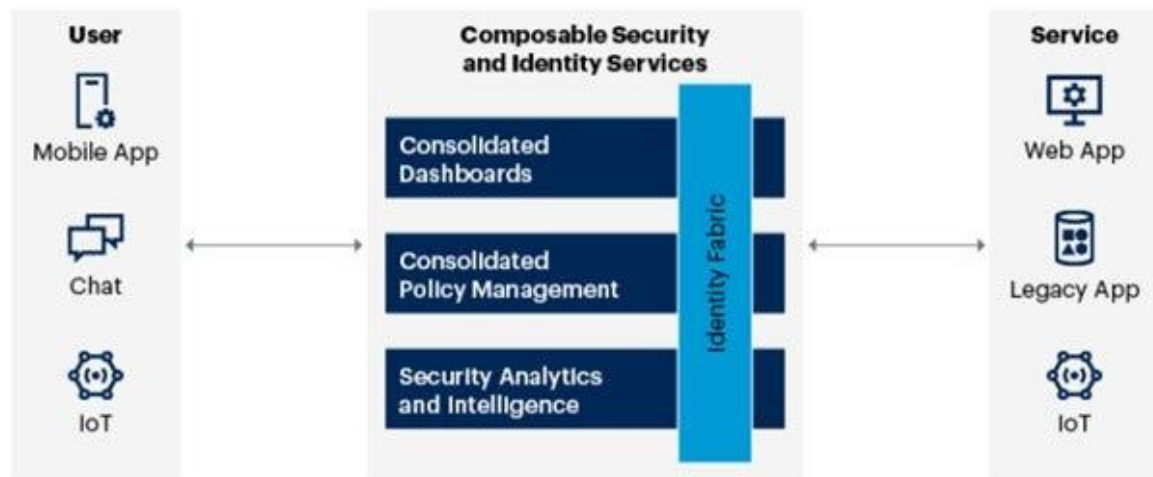 User
Mobile App
Chat
IoT
Composable Security
and Identity Services
Consolidated
Dashboards
Consolidated
Policy Management
Security Analytics
and Intelligence
Identity Fabric
Service
Web App
Legacy App
IoT